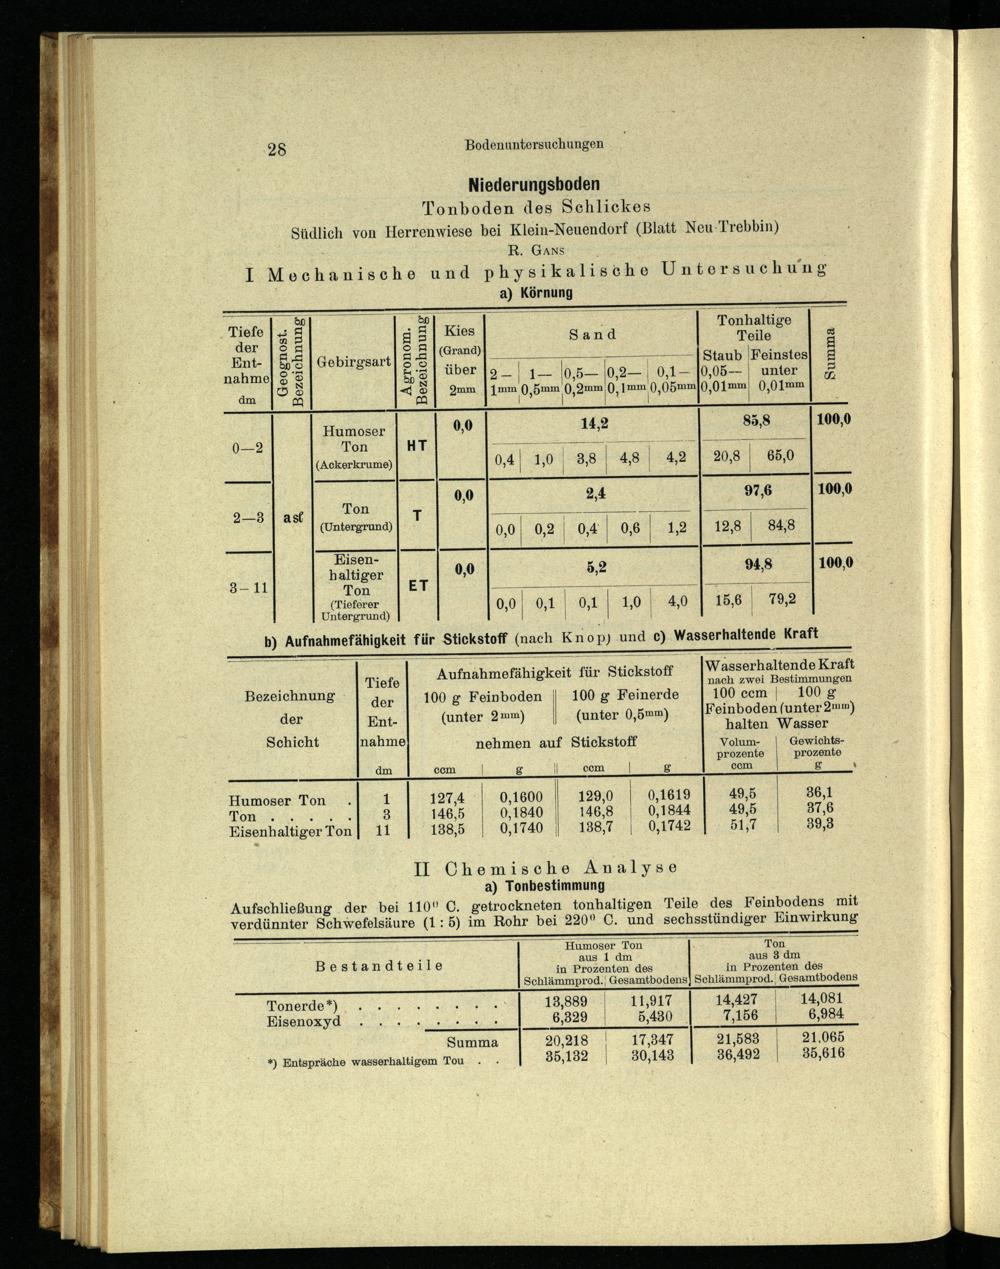 28 Bodenuntersuchungen
Niederungsboden
Tonboden des Schlickes
Südlich von Herrenwiese bei Klein-Neuendorf (Blatt Neu Trebbin)
R. GANS
I Mechanische und physikalische Untersuchung
a) Körnung
Tiefe der Ent- nahme dm | Geognost. Bezeichnung | Gebirgsart | Agronom. Bezeichnung | Kies (Grand) über 2mm | Sand | Tonhaltige Teile | Summa
2— 1mm | 1— 0,5mm | 0,5— 0,2mm | 0,2— 0,1mm | 0,1— 0,05mm | Staub 0,05— 0,01mm | Feinstes unter 0,01mm
0—2 | Humoser Ton (Ackerkrume) | HT | 0,0 | 14,2 | 85,8 | 100,0
0,4 | 1,0 | 3,8 | 4,8 | 4,2 | 20,8 | 65,0
2—3 | asf | Ton (Untergrund) | T | 0,0 | 2,4 | 97,6 | 100,0
0,0 | 0,2 | 0,4 | 0,6 | 1,2 | 12,8 | 84,8
3—11 | Eisen- haltiger Ton (Tieferer Untergrund) | ET | 0,0 | 5,2 | 94,8 | 100,0
0,0 | 0,1 | 0,1 | 1,0 | 4,0 | 15,6 | 79,2
b) Aufnahmefähigkeit für Stickstoff (nach Knop) und c) Wasserhaltende Kraft
Bezeichnung der Schicht | Tiefe der Ent- nahme dm | Aufnahmefähigkeit für Stickstoff | Wasserhaltende Kraft nach zwei Bestimmungen
100 g Feinboden (unter 2mm) | 100 g Feinerde (unter 0,5mm) | 100 ccm | 100 g
nehmen auf Stickstoff | Feinboden (unter 2mm) halten Wasser
ccm | g | ccm | g | Volum- prozente ccm | Gewichts- prozente g
Humoser Ton . | 1 | 127,4 | 0,1600 | 129,0 | 0,1619 | 49,5 | 36,1
Ton . . . . . | 3 | 146,5 | 0,1840 | 146,8 | 0,1844 | 49,5 | 37,6
Eisenhaltiger Ton | 11 | 138,5 | 0,1740 | 138,7 | 0,1742 | 51,7 | 39,3
II Chemische Analyse
a) Tonbestimmung
Aufschließung der bei 110° C. getrockneten tonhaltigen Teile des Feinbodens mit
verdünnter Schwefelsäure (1 : 5) im Rohr bei 220° C. und sechsstündiger Einwirkung
Bestandteile | Humoser Ton aus 1 dm in Prozenten des | Ton aus 3 dm in Prozenten des
Schlämmprod. | Gesamtbodens | Schlämmprod. | Gesamtbodens
Tonerde*) . . . . . . . . | 13,889 | 11,917 | 14,427 | 14,081
Eisenoxyd . . . . . . . . | 6,329 | 5,430 | 7,156 | 6,984
Summa | 20,218 | 17,347 | 21,583 | 21.065
*) Entspräche wasserhaltigem Ton . . | 35,132 | 30,143 | 36,492 | 35,616